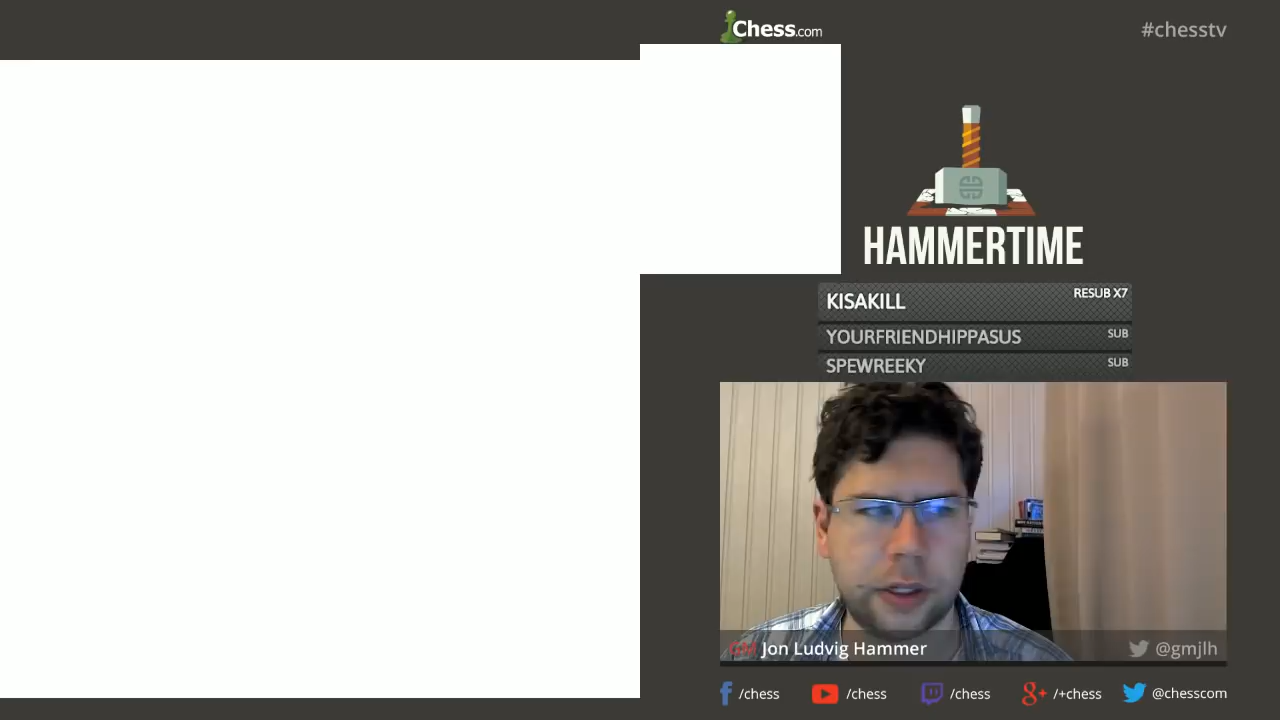 Chess.com
#chesstv
HAMMERTIME
KISAKILL RESUB X7
YOURFRIENDHIPPASUS SUB
SPEWREEKY SUB
GM Jon Ludvig Hammer @gmjlh
/chess /chess /chess /+chess @chesscom